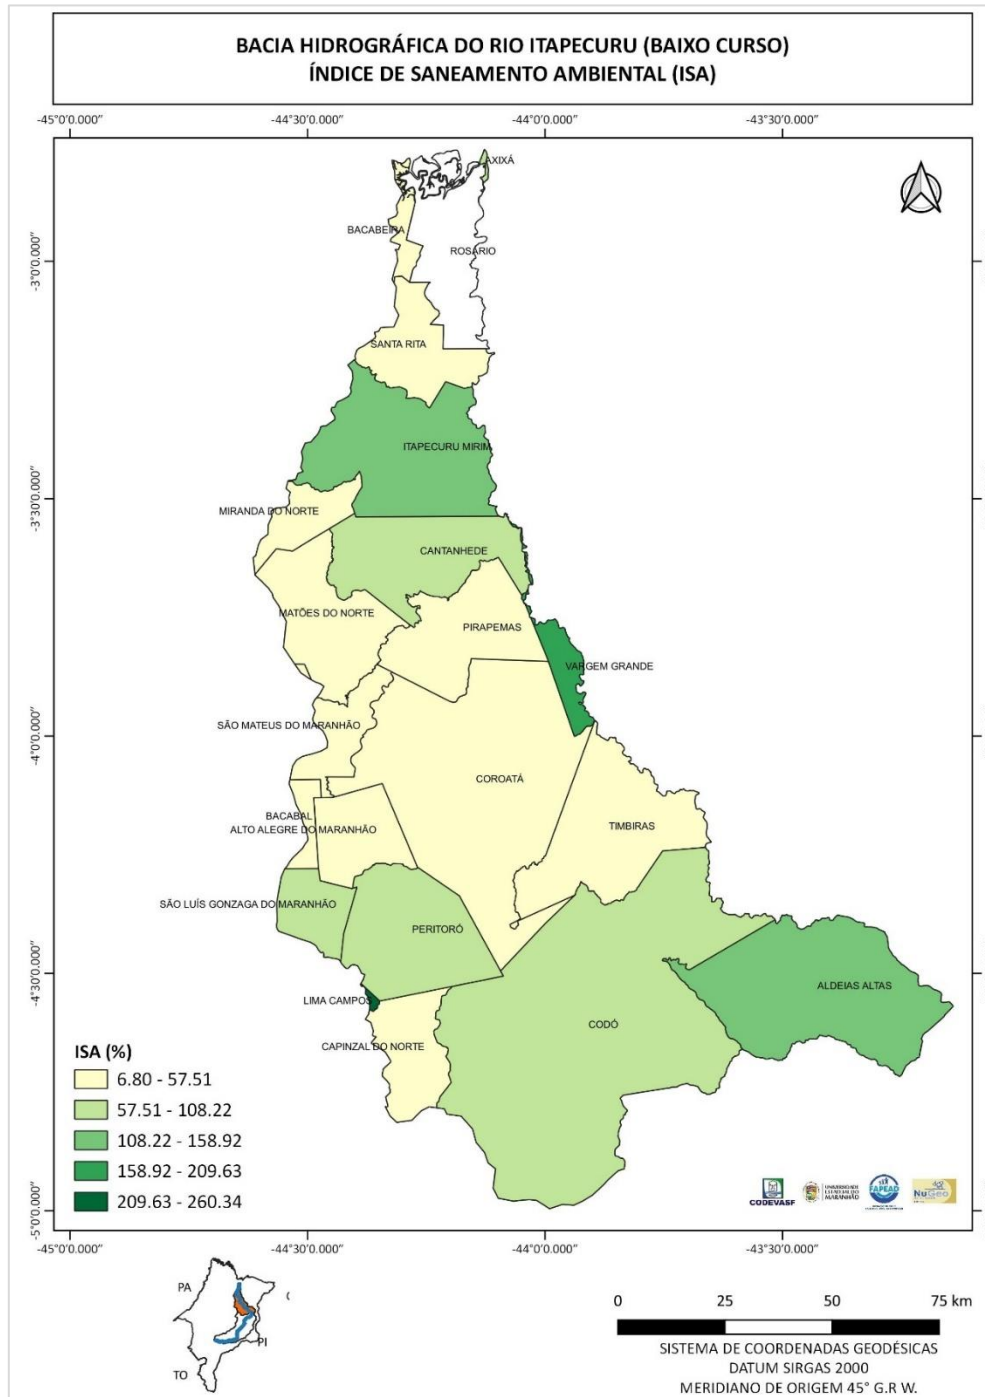 BACIA HIDROGRÁFICA DO RIO ITAPECURU (BAIXO CURSO)
ÍNDICE DE SANEAMENTO AMBIENTAL (ISA)
-45°0'0.000" -44°30'0.000" -44°0'0.000" -43°30'0.000"
AXIXÁ
BACABEIRA
ROSÁRIO
-3°0'0.000"
SANTA RITA
ITAPECURU MIRIM
-3°30'0.000"
MIRANDA DO NORTE
CANTANHEDE
MATÕES DO NORTE
PIRAPEMAS
VARGEM GRANDE
SÃO MATEUS DO MARANHÃO
-4°0'0.000"
COROATÁ
BACABAL
ALTO ALEGRE DO MARANHÃO
TIMBIRAS
SÃO LUÍS GONZAGA DO MARANHÃO
PERITORÓ
-4°30'0.000"
LIMA CAMPOS
ALDEIAS ALTAS
CODÓ
CAPINZAL DO NORTE
ISA (%)
6.80 - 57.51
57.51 - 108.22
108.22 - 158.92
158.92 - 209.63
209.63 - 260.34
CODEVASF
UNIVERSIDADE
ESTADUAL DO
MARANHÃO
FAPEAD
NuGeo
-5°0'0.000"
-45°0'0.000" -44°30'0.000" -44°0'0.000" -43°30'0.000"
PA
PI
TO
0 25 50 75 km
SISTEMA DE COORDENADAS GEODÉSICAS
DATUM SIRGAS 2000
MERIDIANO DE ORIGEM 45° G.R W.